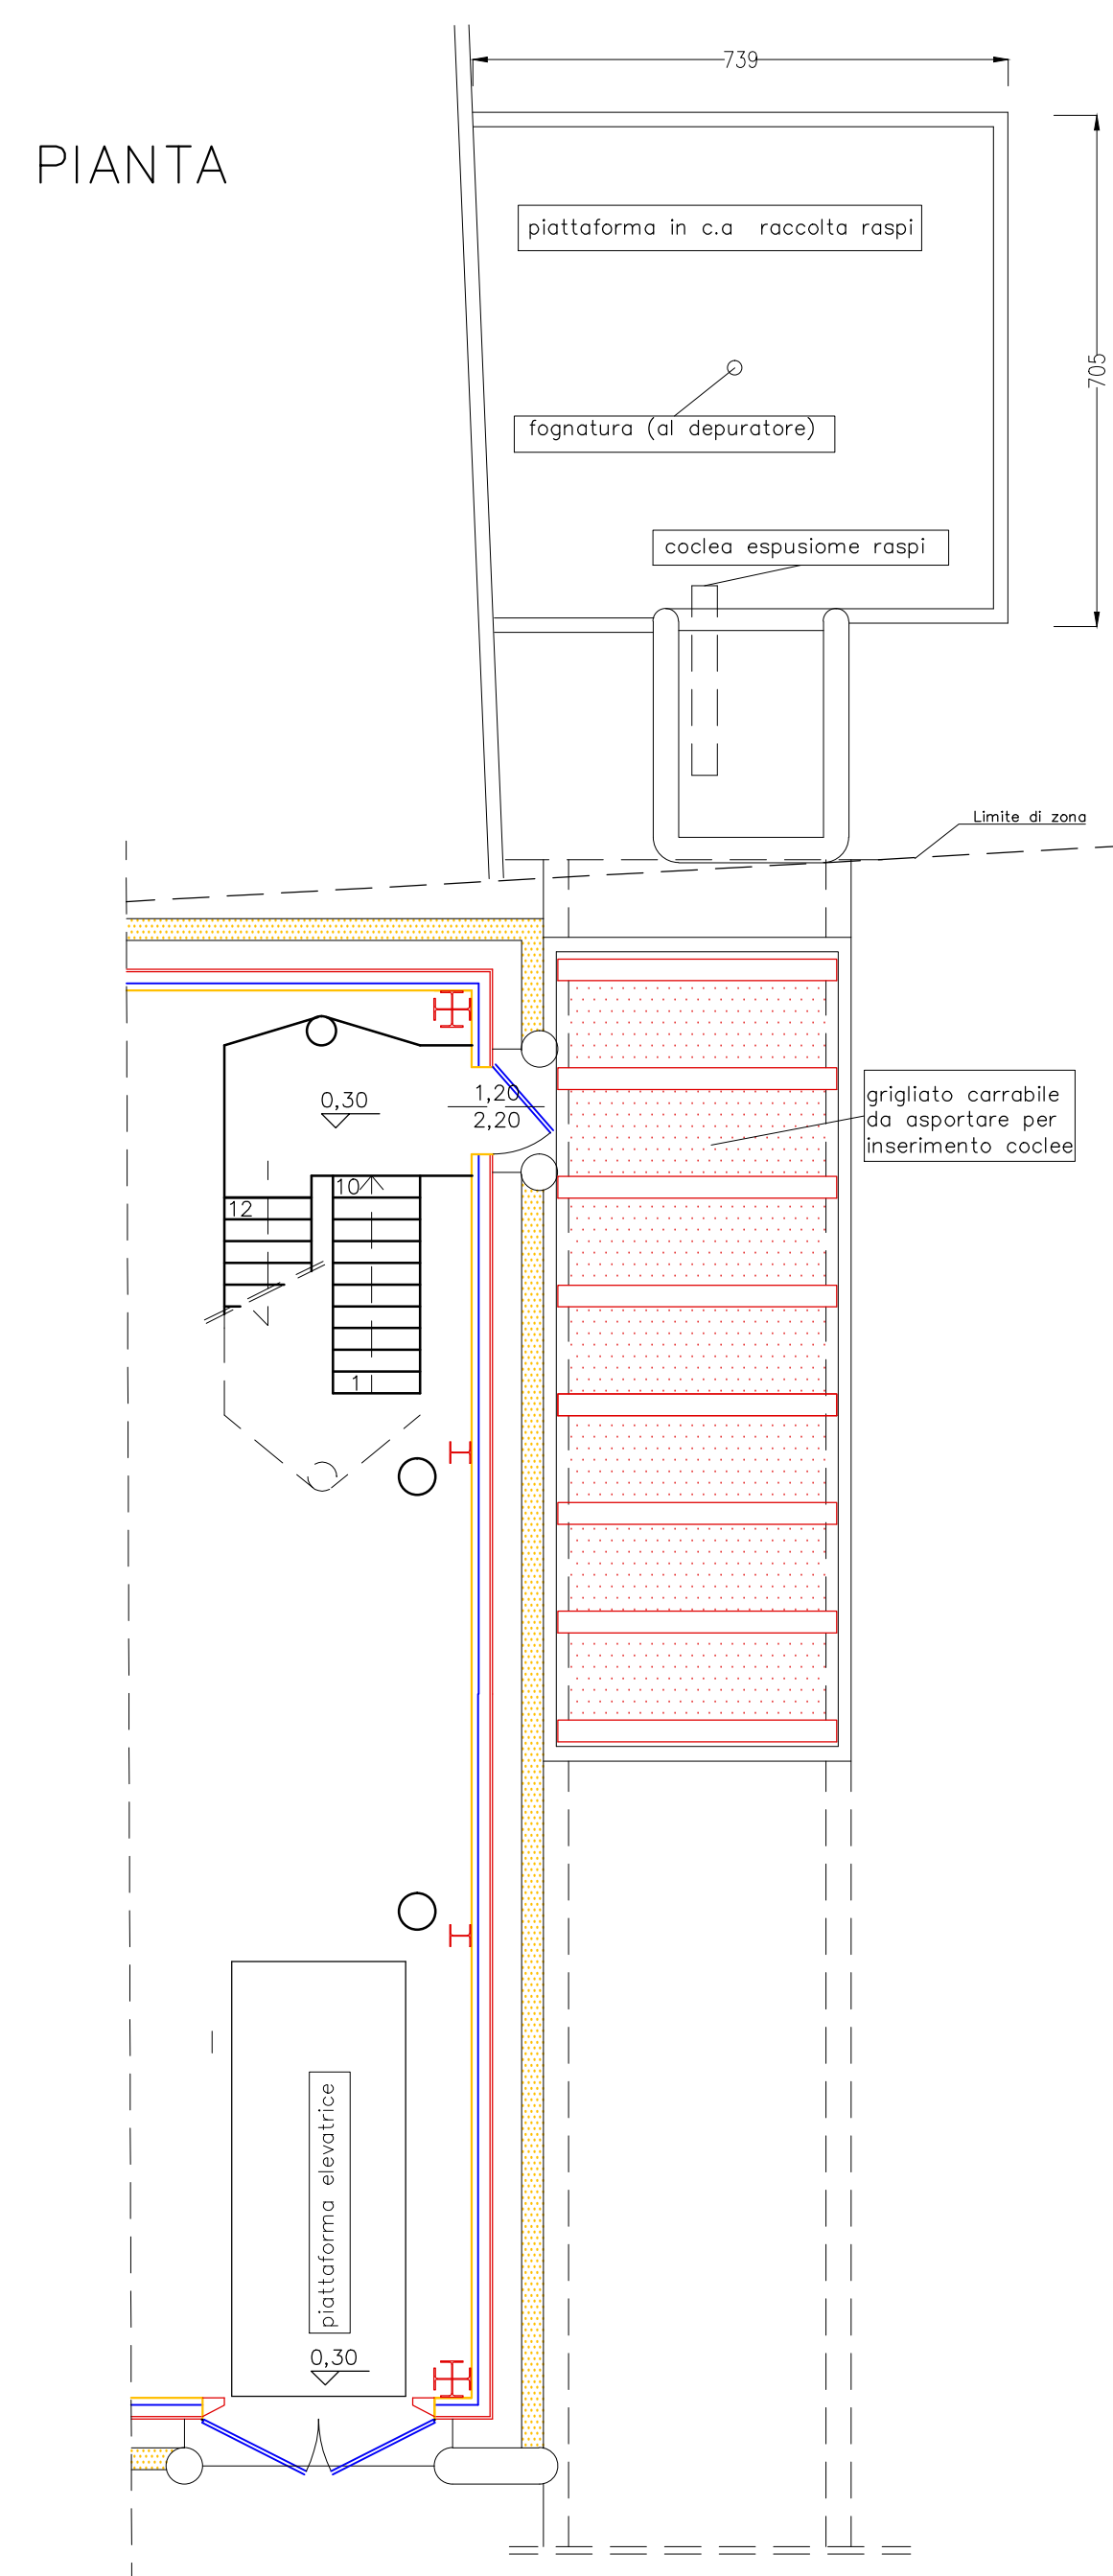 739
PIANTA
piattaforma in c.a raccolta raspi
705
fognatura (al depuratore)
coclea espusiome raspi
Limite di zona
grigliato carrabile
da asportare per
inserimento coclee
0,30
1,20
2,20
10
12
1
piattaforma elevatrice
0,30